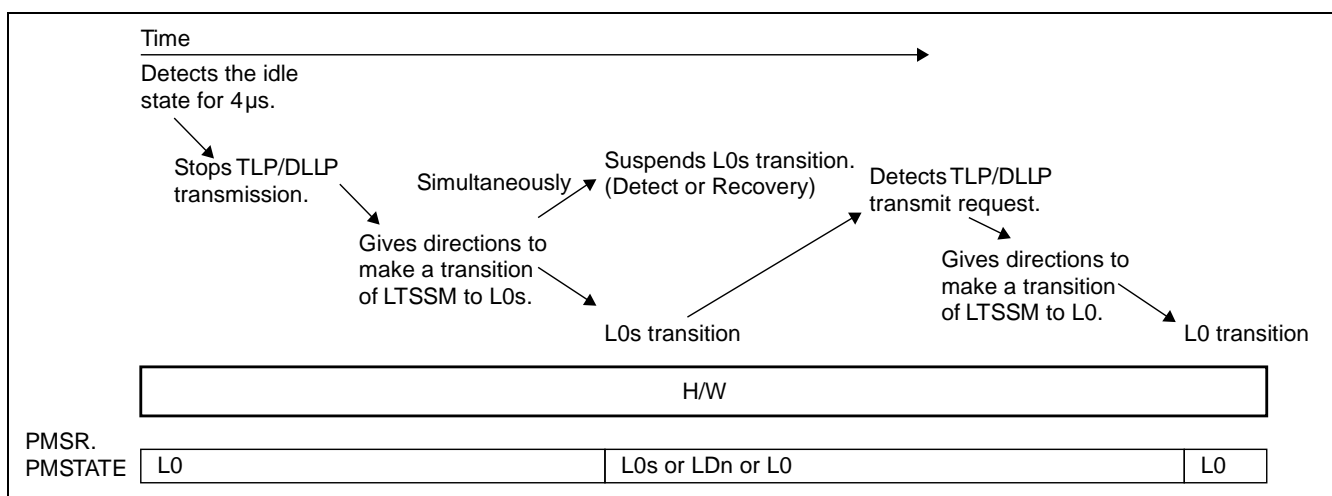 Time
Detects the idle
state for 4µs.
Stops TLP/DLLP
transmission.
Simultaneously
Suspends L0s transition.
(Detect or Recovery)
Detects TLP/DLLP
transmit request.
Gives directions to
make a transition
of LTSSM to L0s.
Gives directions to
make a transition
of LTSSM to L0.
L0s transition
L0 transition
H/W
PMSR.
PMSTATE
L0
L0s or LDn or L0
L0